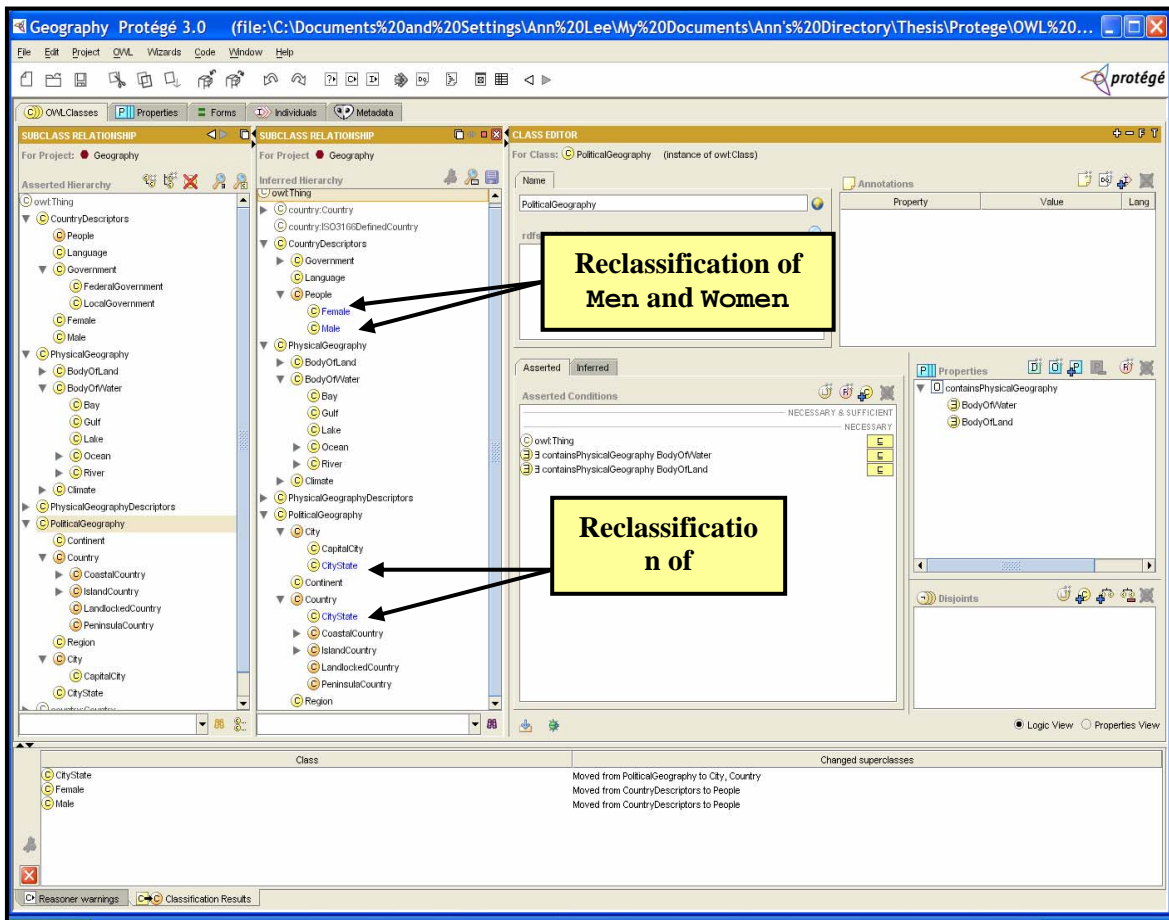 Geography Protégé 3.0 (file:C:\Documents%20and%20Settings\Ann%20Lee\My%20Documents\Ann's%20Directory\Thesis\Protege\OWL%20...
File Edit Project OWL Wizards Code Window Help
protégé
OWLClasses Properties Forms Individuals Metadata
SUBCLASS RELATIONSHIP
For Project: Geography
Asserted Hierarchy
owl:Thing
CountryDescriptors
People
Language
Government
FederalGovernment
LocalGovernment
Female
Male
PhysicalGeography
BodyOfLand
BodyOfWater
Bay
Gulf
Lake
Ocean
River
Climate
PhysicalGeographyDescriptors
PoliticalGeography
Continent
Country
CoastalCountry
IslandCountry
LandlockedCountry
PeninsulaCountry
Region
City
CapitalCity
CityState
country:Country
SUBCLASS RELATIONSHIP
For Project Geography
Inferred Hierarchy
owl:Thing
country:Country
country:ISO3166DefinedCountry
CountryDescriptors
Government
Language
People
Female
Male
PhysicalGeography
BodyOfLand
BodyOfWater
Bay
Gulf
Lake
Ocean
River
Climate
PhysicalGeographyDescriptors
PoliticalGeography
City
CapitalCity
CityState
Continent
Country
CityState
CoastalCountry
IslandCountry
LandlockedCountry
PeninsulaCountry
Region
CLASS EDITOR
For Class: PoliticalGeography (instance of owl:Class)
Name
PoliticalGeography
rdfs
Annotations
Property Value Lang
Reclassification of
Men and Women
Asserted Inferred
Asserted Conditions
NECESSARY & SUFFICIENT
NECESSARY
owl:Thing
∃ containsPhysicalGeography BodyOfWater
∃ containsPhysicalGeography BodyOfLand
Reclassificatio
n of
Properties
containsPhysicalGeography
BodyOfWater
BodyOfLand
Disjoints
Logic View Properties View
Class Changed superclasses
CityState Moved from PoliticalGeography to City, Country
Female Moved from CountryDescriptors to People
Male Moved from CountryDescriptors to People
Reasoner warnings Classification Results